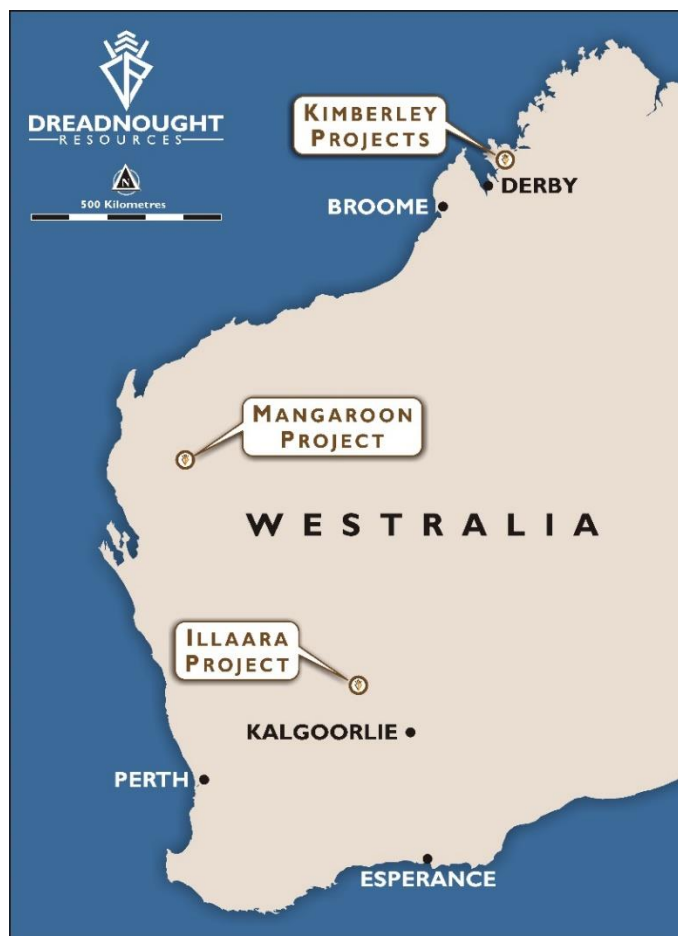 DREADNOUGHT
RESOURCES
N
500 Kilometres
KIMBERLEY
PROJECTS
DERBY
BROOME
MANGAROON
PROJECT
WESTRALIA
ILLAARA
PROJECT
KALGOORLIE
PERTH
ESPERANCE